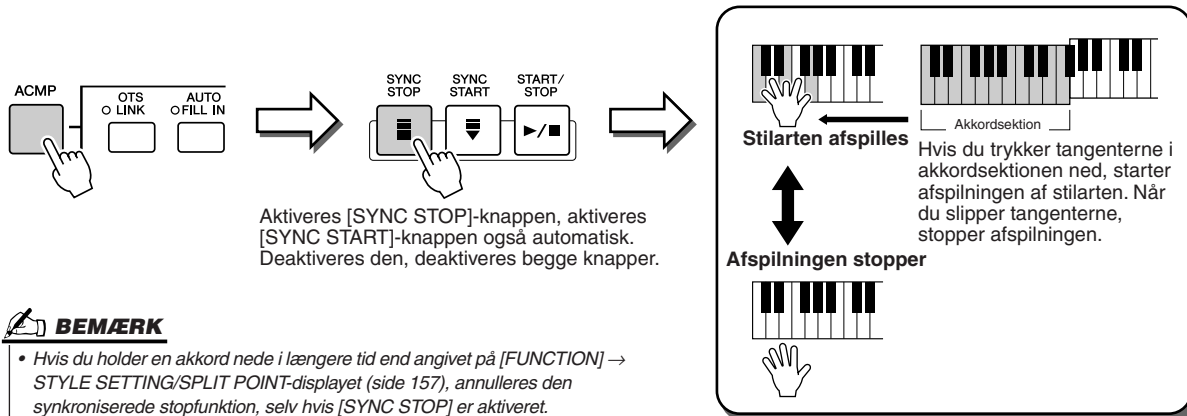 ACMP
OTS
LINK
AUTO
FILL IN
SYNC
STOP
SYNC
START
START/
STOP
Aktiveres [SYNC STOP]-knappen, aktiveres
[SYNC START]-knappen også automatisk.
Deaktiveres den, deaktiveres begge knapper.
Stilarten afspilles
Afspilningen stopper
Akkordsektion
Hvis du trykker tangenterne i
akkordsektionen ned, starter
afspilningen af stilarten. Når
du slipper tangenterne,
stopper afspilningen.
BEMÆRK
• Hvis du holder en akkord nede i længere tid end angivet på [FUNCTION] →
STYLE SETTING/SPLIT POINT-displayet (side 157), annulleres den
synkroniserede stopfunktion, selv hvis [SYNC STOP] er aktiveret.